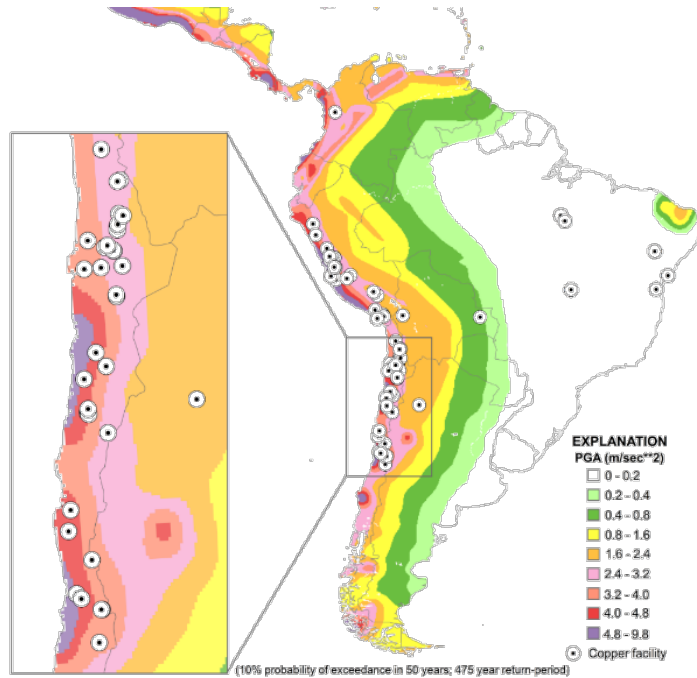 EXPLANATION
PGA (m/sec**2)
0 - 0.2
0.2 - 0.4
0.4 - 0.8
0.8 - 1.6
1.6 - 2.4
2.4 - 3.2
3.2 - 4.0
4.0 - 4.8
4.8 - 9.8
Copper facility
(10% probability of exceedance in 50 years; 475 year return-period)